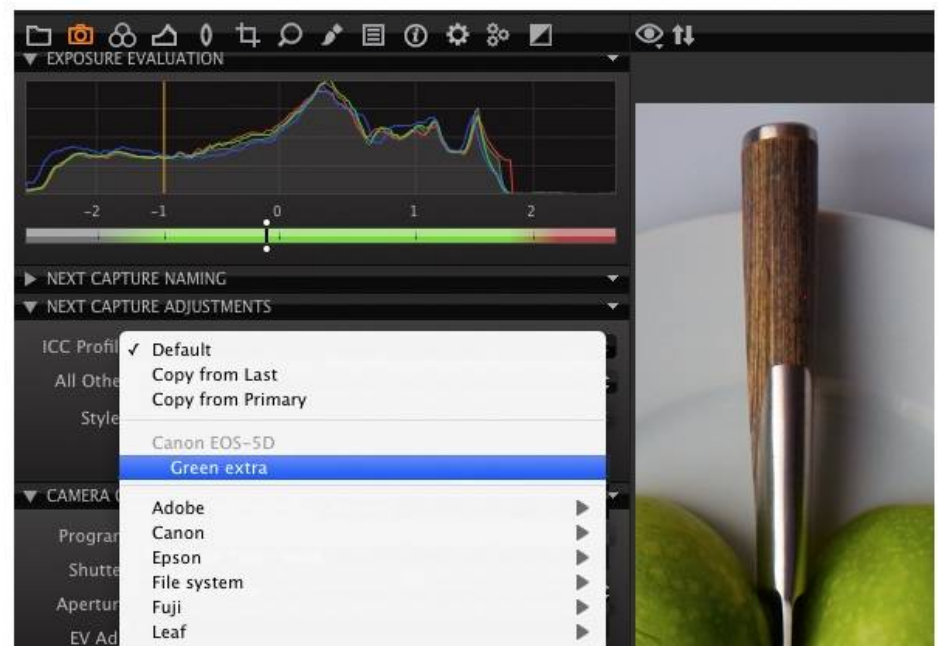 EXPOSURE EVALUATION
-2 -1 0 1 2
NEXT CAPTURE NAMING
NEXT CAPTURE ADJUSTMENTS
ICC Profil
✓ Default
All Othe
Copy from Last
Copy from Primary
Style
Canon EOS-5D
Green extra
CAMERA
Adobe
Program
Canon
Epson
Shutte
File system
Apertur
Fuji
EV Ad
Leaf